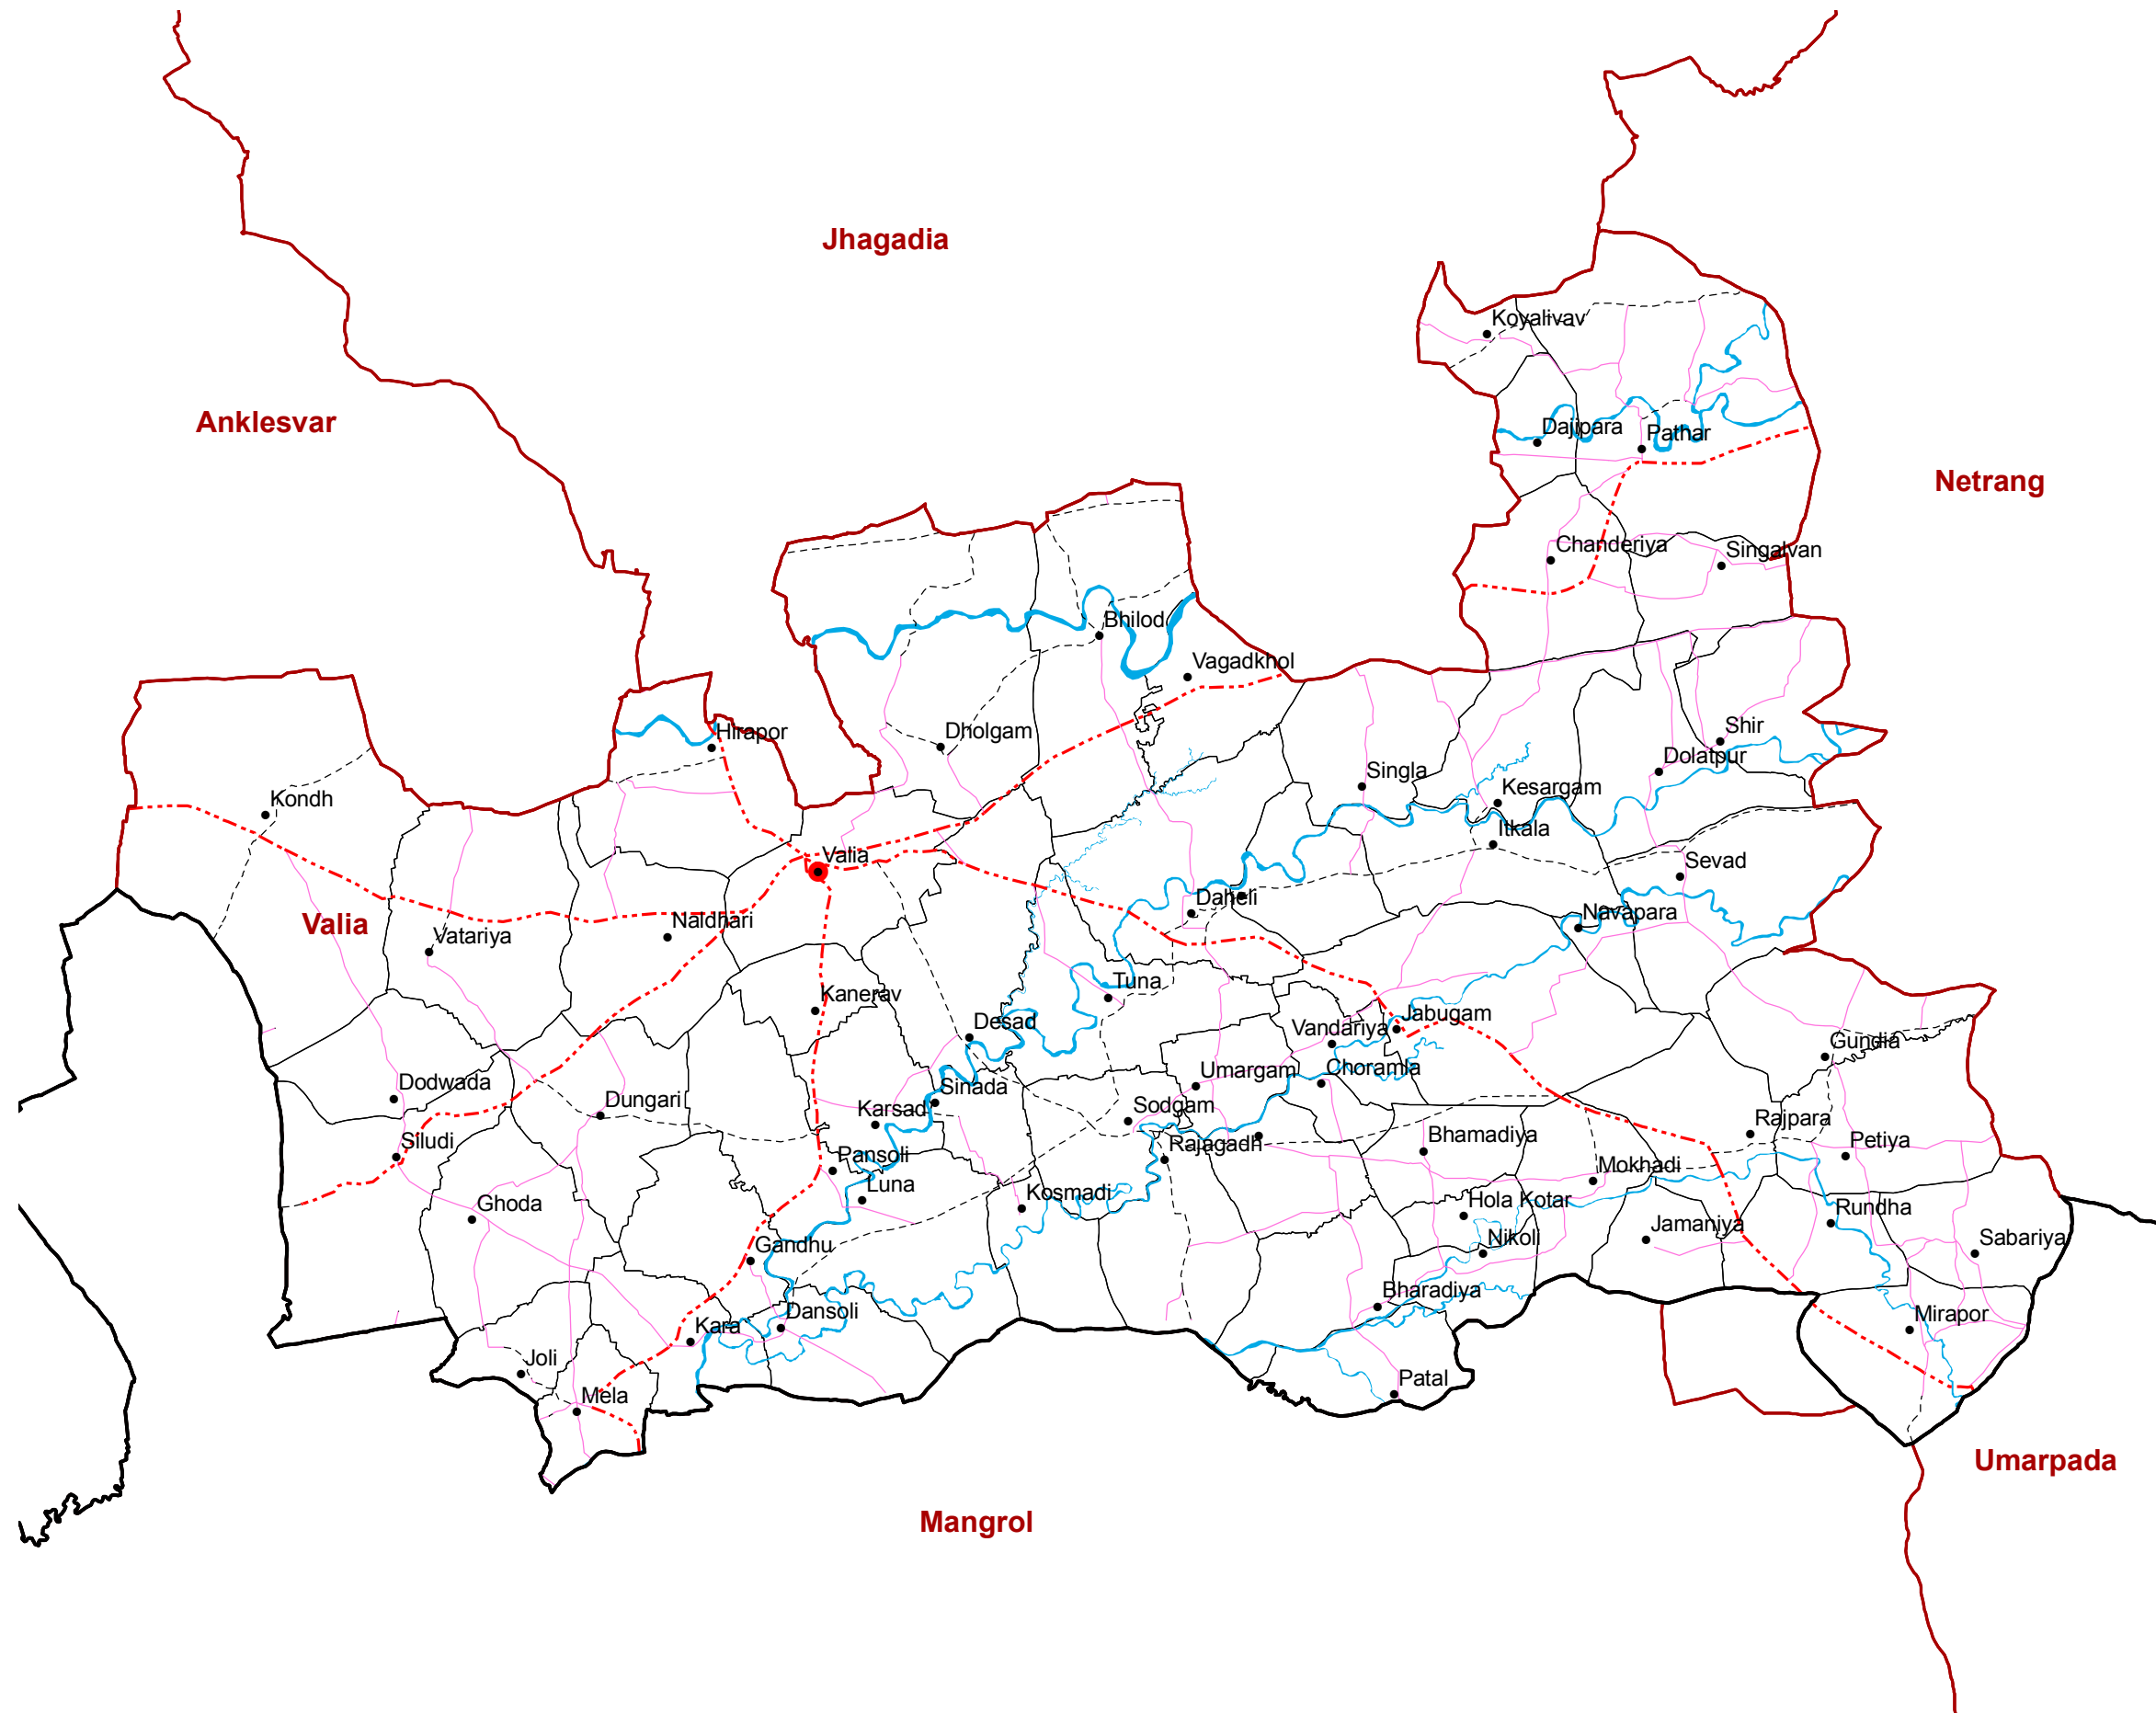 Jhagadia
Koyalivav
Anklesvar
Dajipara
Pathar
Netrang
Chanderiya
Singalvan
Bhilod
Vagadkhol
Hirapor
Dholgam
Shir
Dolatpur
Singla
Kesargam
Kondh
Itkala
Valia
Sevad
Daheli
Navapara
Valia
Vatariya
Naldhari
Tuna
Kanerav
Desad
Vandariya
Jabugam
Gundia
Dodwada
Dungari
Sinada
Umargam
Choramla
Karsad
Sodgam
Rajpara
Siludi
Rajagadh
Bhamadiya
Petiya
Pansoli
Luna
Mokhadi
Ghoda
Kosmadi
Hola Kotar
Jamaniya
Rundha
Gandhu
Nikoli
Sabariya
Bharadiya
Dansoli
Mirapor
Kara
Joli
Patal
Mela
Umarpada
Mangrol